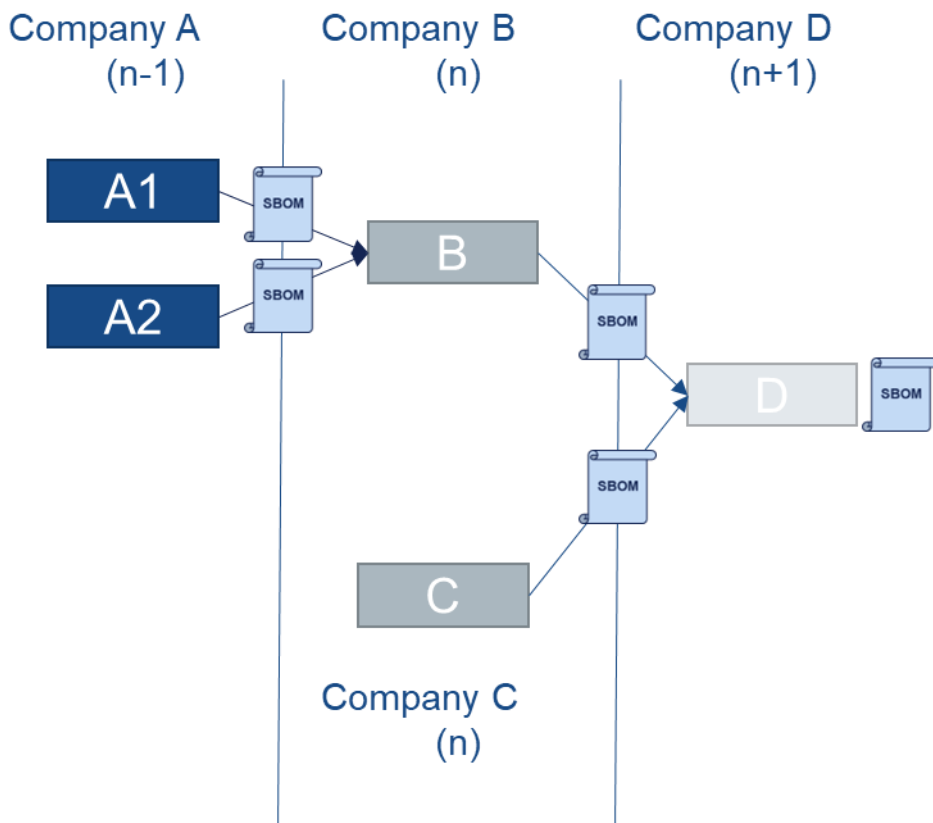 Company A
(n-1)
Company B
(n)
Company D
(n+1)
A1
SBOM
A2
SBOM
B
SBOM
D
SBOM
SBOM
C
Company C
(n)